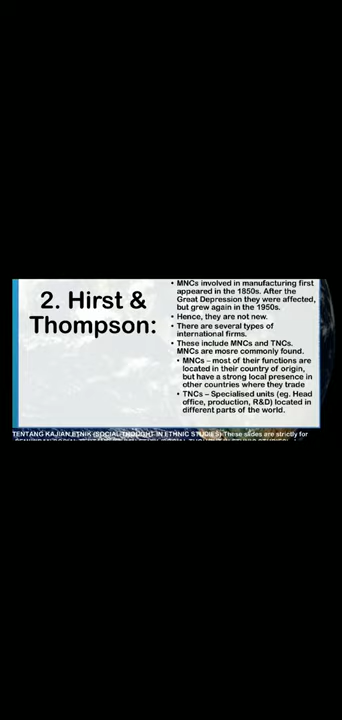 2. Hirst &
Thompson:
• MNCs involved in manufacturing first
appeared in the 1850s. After the
Great Depression they were affected,
but grew again in the 1950s.
• Hence, they are not new.
• There are several types of
international firms.
• These include MNCs and TNCs.
MNCs are mosre commonly found.
• MNCs – most of their functions are
located in their country of origin,
but have a strong local presence in
other countries where they trade
• TNCs – Specialised units (eg. Head
office, production, R&D) located in
different parts of the world.
TENTANG KAJIAN ETNIK (SOCIAL THOUGHT IN ETHNIC STUDIES) These slides are strictly for